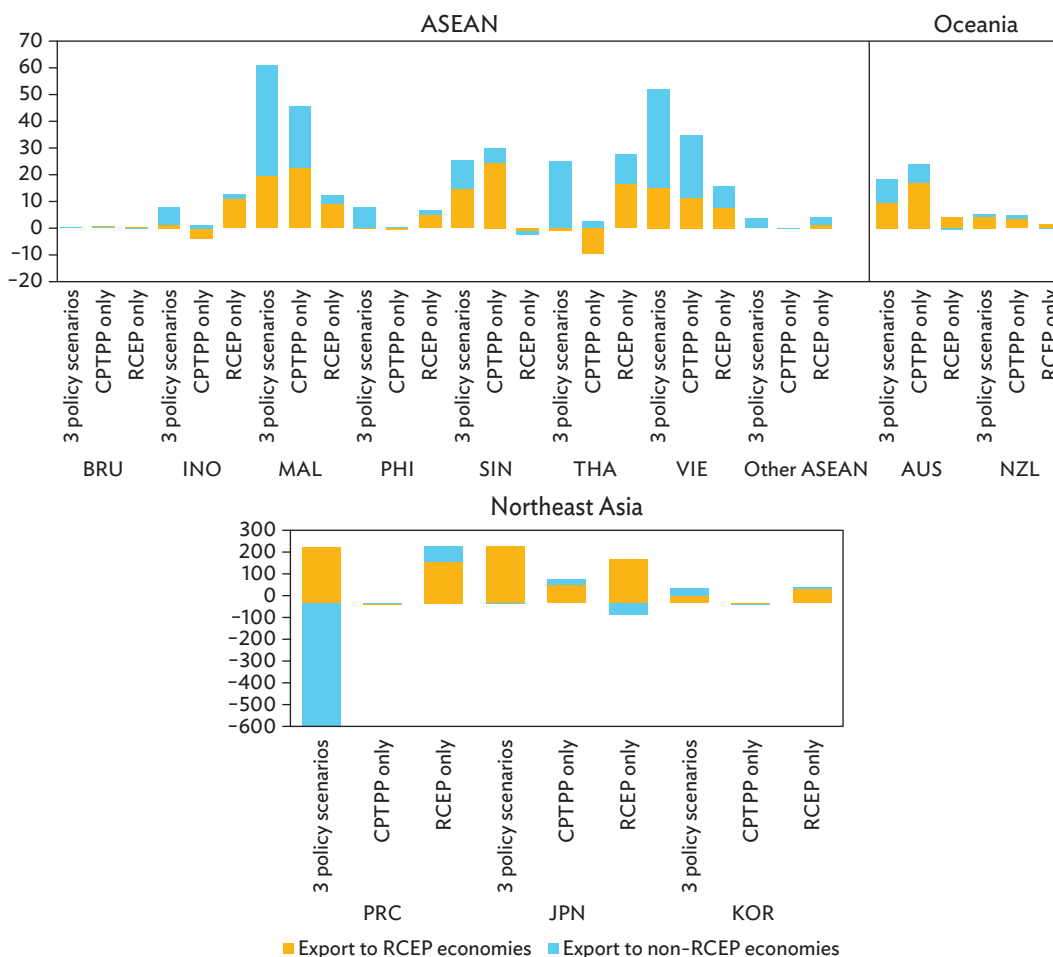 ASEAN Oceania
70
60
50
40
30
20
10
0
−10
−20
3 policy scenarios
CPTPP only
RCEP only
3 policy scenarios
CPTPP only
RCEP only
3 policy scenarios
CPTPP only
RCEP only
3 policy scenarios
CPTPP only
RCEP only
3 policy scenarios
CPTPP only
RCEP only
3 policy scenarios
CPTPP only
RCEP only
3 policy scenarios
CPTPP only
RCEP only
3 policy scenarios
CPTPP only
RCEP only
3 policy scenarios
CPTPP only
RCEP only
3 policy scenarios
CPTPP only
RCEP only
BRU INO MAL PHI SIN THA VIE Other ASEAN AUS NZL
Northeast Asia
300
200
100
0
−100
−200
−300
−400
−500
−600
3 policy scenarios
CPTPP only
RCEP only
3 policy scenarios
CPTPP only
RCEP only
3 policy scenarios
CPTPP only
RCEP only
PRC JPN KOR
Export to RCEP economies Export to non–RCEP economies